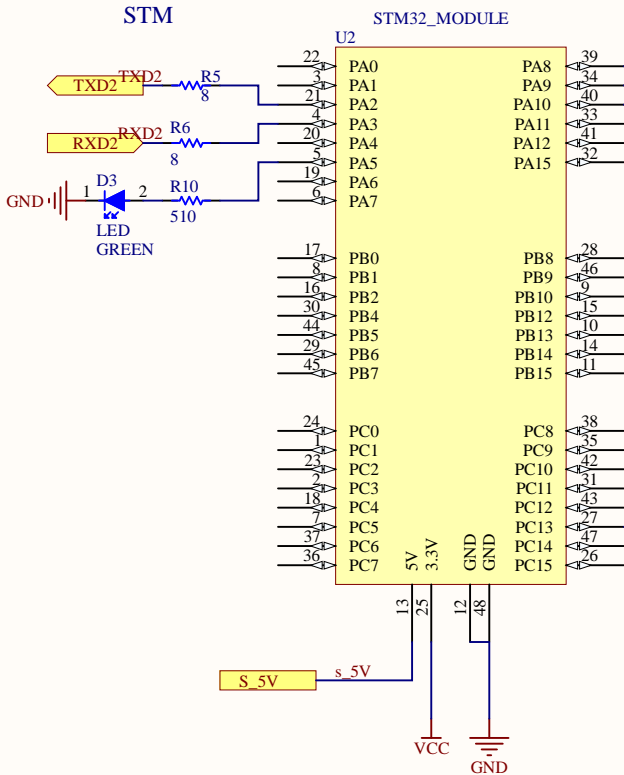 STM
STM32_MODULE
U2
22 PA0 PA8 39
3 PA1 PA9 34
21 PA2 PA10 40
4 PA3 PA11 33
20 PA4 PA12 41
5 PA5 PA15 32
19 PA6
6 PA7
TXD2 TXD2 R5
8
RXD2 RXD2 R6
8
GND 1 D3 2 R10
510
LED
GREEN
17 PB0 PB8 28
8 PB1 PB9 46
16 PB2 PB10 9
30 PB4 PB12 15
44 PB5 PB13 10
29 PB6 PB14 14
45 PB7 PB15 11
24 PC0 PC8 38
1 PC1 PC9 35
23 PC2 PC10 42
2 PC3 PC11 31
18 PC4 PC12 43
7 PC5 PC13 27
37 PC6 PC14 47
36 PC7 PC15 26
5V 3.3V GND GND
13 25 12 48
S_5V s_5V
VCC
GND